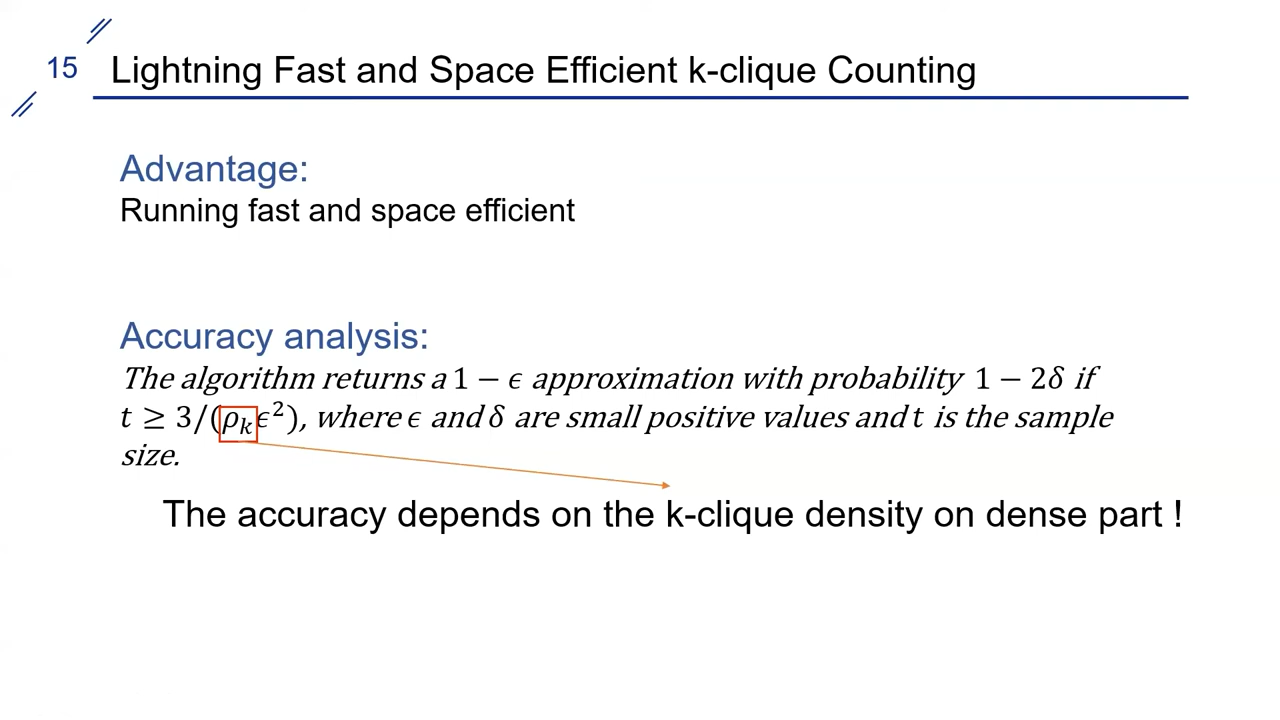 15 Lightning Fast and Space Efficient k-clique Counting
Advantage:
Running fast and space efficient
Accuracy analysis:
The algorithm returns a 1 − ϵ approximation with probability 1 − 2δ if
t ≥ 3/(ρₖϵ²), where ϵ and δ are small positive values and t is the sample
size.
The accuracy depends on the k-clique density on dense part !